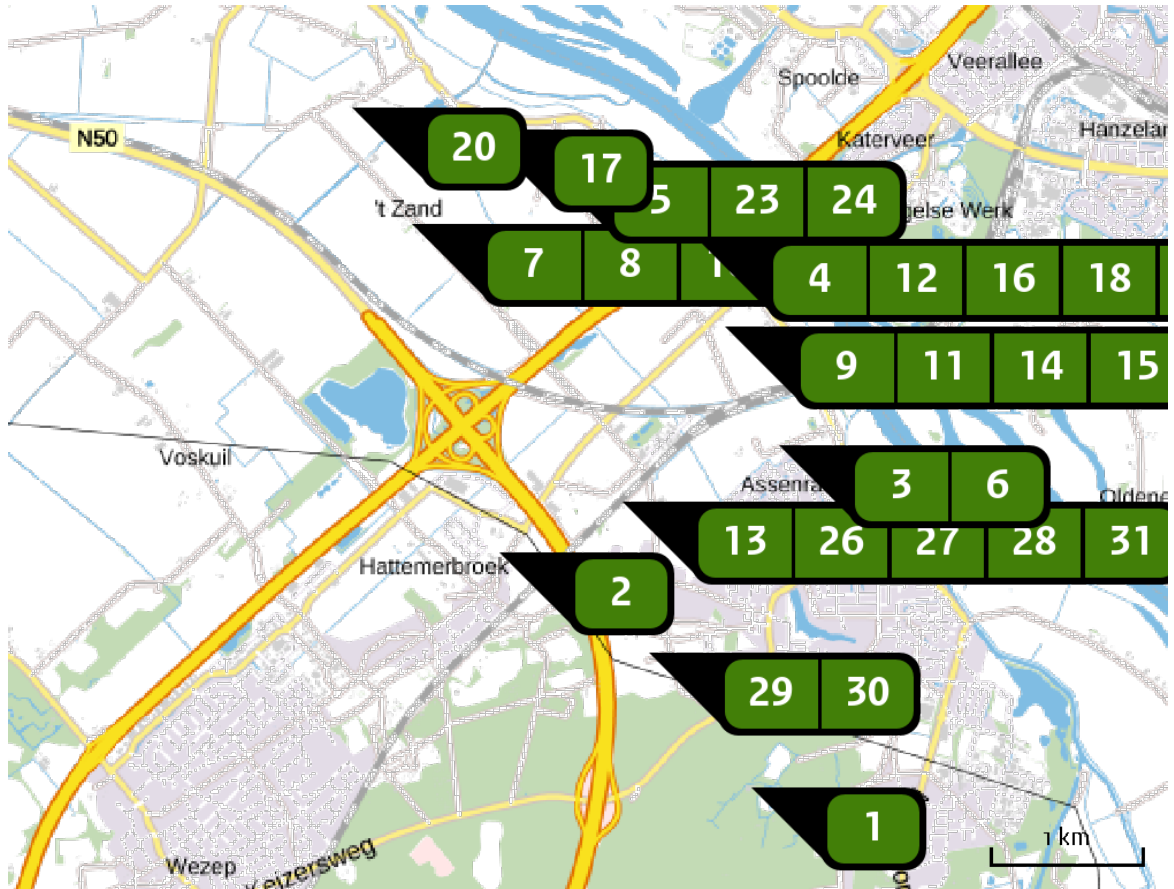 Veerallee
Spoolde
N50
Hanzelan
Katerveer
20
17
't Zand
5 23 24
gelse Werk
7 8 1
4 12 16 18
9 11 14 15
Voskuil
Assenra
3 6
Oldene
13 26 27 28 31
Hattemerbroek
2
29 30
1
1 km
Wezep
Keizersweg